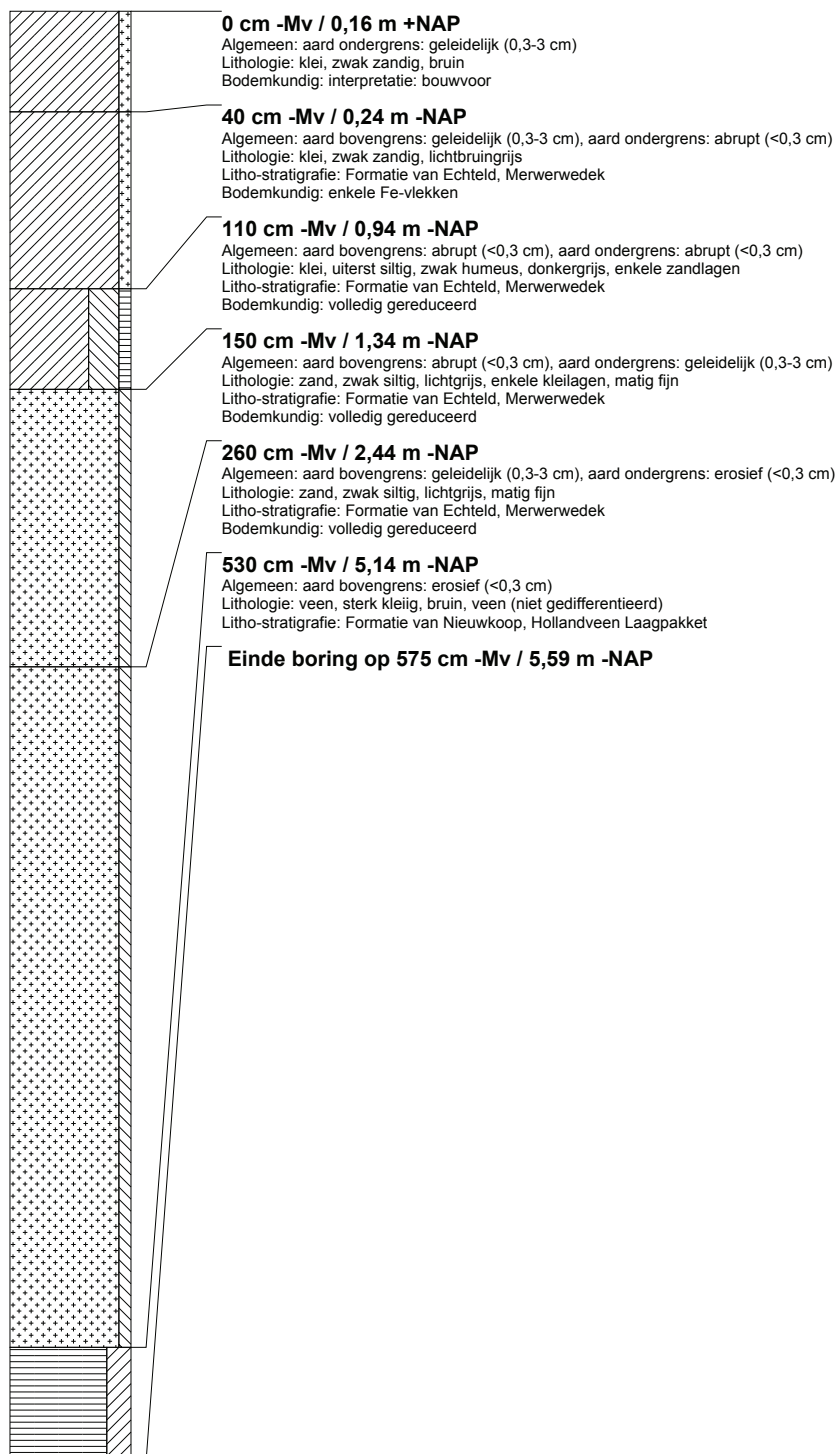 0 cm -Mv / 0,16 m +NAP
Algemeen: aard ondergrens: geleidelijk (0,3-3 cm)
Lithologie: klei, zwak zandig, bruin
Bodemkundig: interpretatie: bouwvoor
40 cm -Mv / 0,24 m -NAP
Algemeen: aard bovengrens: geleidelijk (0,3-3 cm), aard ondergrens: abrupt (<0,3 cm)
Lithologie: klei, zwak zandig, lichtbruingrijs
Litho-stratigrafie: Formatie van Echteld, Merwerwedek
Bodemkundig: enkele Fe-vlekken
110 cm -Mv / 0,94 m -NAP
Algemeen: aard bovengrens: abrupt (<0,3 cm), aard ondergrens: abrupt (<0,3 cm)
Lithologie: klei, uiterst siltig, zwak humeus, donkergrijs, enkele zandlagen
Litho-stratigrafie: Formatie van Echteld, Merwerwedek
Bodemkundig: volledig gereduceerd
150 cm -Mv / 1,34 m -NAP
Algemeen: aard bovengrens: abrupt (<0,3 cm), aard ondergrens: geleidelijk (0,3-3 cm)
Lithologie: zand, zwak siltig, lichtgrijs, enkele kleilagen, matig fijn
Litho-stratigrafie: Formatie van Echteld, Merwerwedek
Bodemkundig: volledig gereduceerd
260 cm -Mv / 2,44 m -NAP
Algemeen: aard bovengrens: geleidelijk (0,3-3 cm), aard ondergrens: erosief (<0,3 cm)
Lithologie: zand, zwak siltig, lichtgrijs, matig fijn
Litho-stratigrafie: Formatie van Echteld, Merwerwedek
Bodemkundig: volledig gereduceerd
530 cm -Mv / 5,14 m -NAP
Algemeen: aard bovengrens: erosief (<0,3 cm)
Lithologie: veen, sterk kleiig, bruin, veen (niet gedifferentieerd)
Litho-stratigrafie: Formatie van Nieuwkoop, Hollandveen Laagpakket
Einde boring op 575 cm -Mv / 5,59 m -NAP